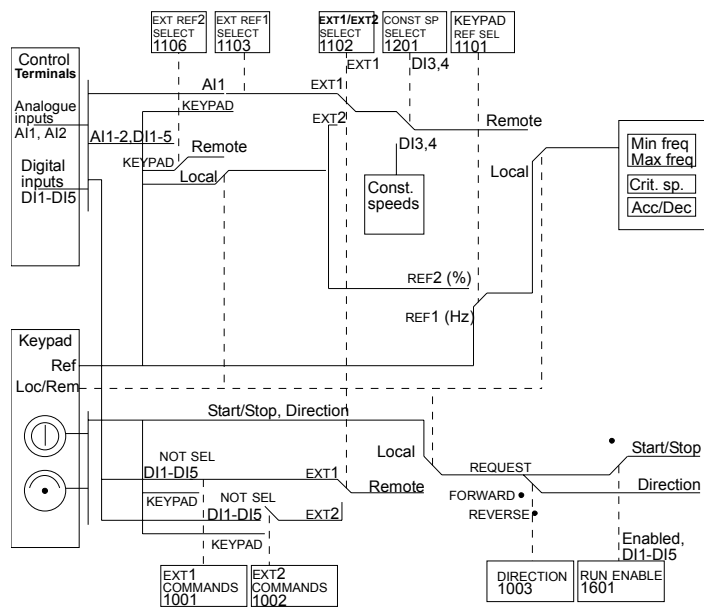 EXT REF2
SELECT
1106
EXT REF1
SELECT
1103
EXT1/EXT2
SELECT
1102
CONST SP
SELECT
1201
KEYPAD
REF SEL
1101
Control
Terminals
Analogue
inputs
AI1, AI2
Digital
inputs
DI1-DI5
AI1
EXT1
EXT1
DI3,4
KEYPAD
EXT2
AI1-2,DI1-5
Remote
KEYPAD
Local
DI3,4
Const.
speeds
Remote
Local
Min freq
Max freq
Crit. sp.
Acc/Dec
REF2 (%)
REF1 (Hz)
Keypad
Ref
Loc/Rem
Start/Stop, Direction
Local
NOT SEL
DI1-DI5
EXT1
KEYPAD
Remote
NOT SEL
DI1-DI5
EXT2
KEYPAD
REQUEST
Start/Stop
FORWARD
Direction
REVERSE
Enabled,
DI1-DI5
EXT1
COMMANDS
1001
EXT2
COMMANDS
1002
DIRECTION
1003
RUN ENABLE
1601